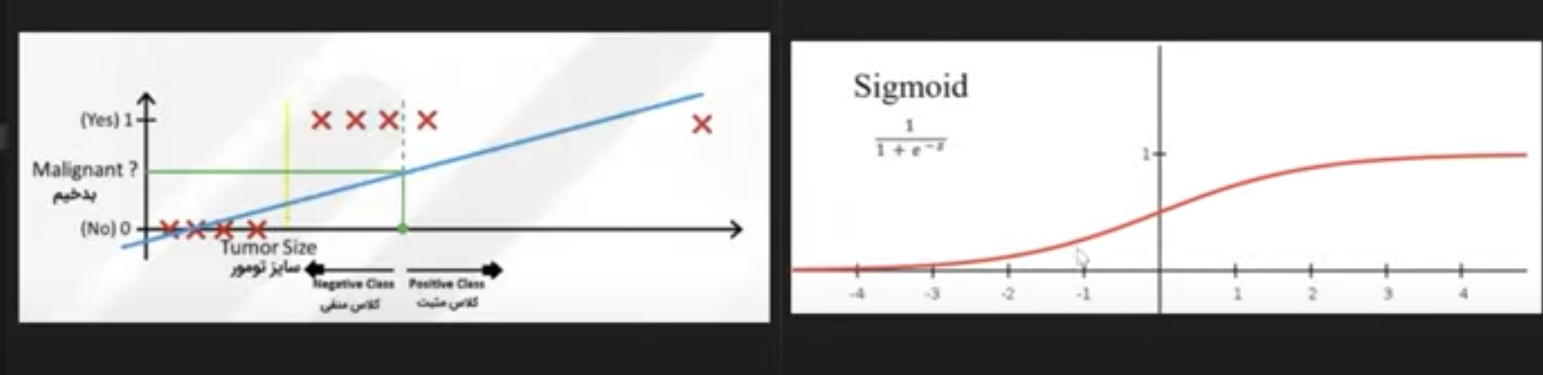 (Yes) 1
Malignant ?
بدخیم
(No) 0
Tumor Size
سایز تومور
Negative Class Positive Class
کلاس منفی کلاس مثبت
Sigmoid
1
1 + e^-z
1
-4 -3 -2 -1 1 2 3 4